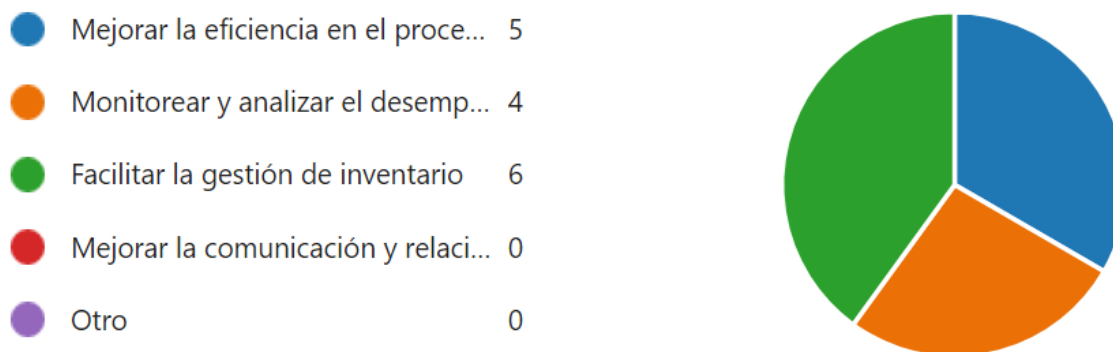 Mejorar la eficiencia en el proce... 5
Monitorear y analizar el desemp... 4
Facilitar la gestión de inventario 6
Mejorar la comunicación y relaci... 0
Otro 0